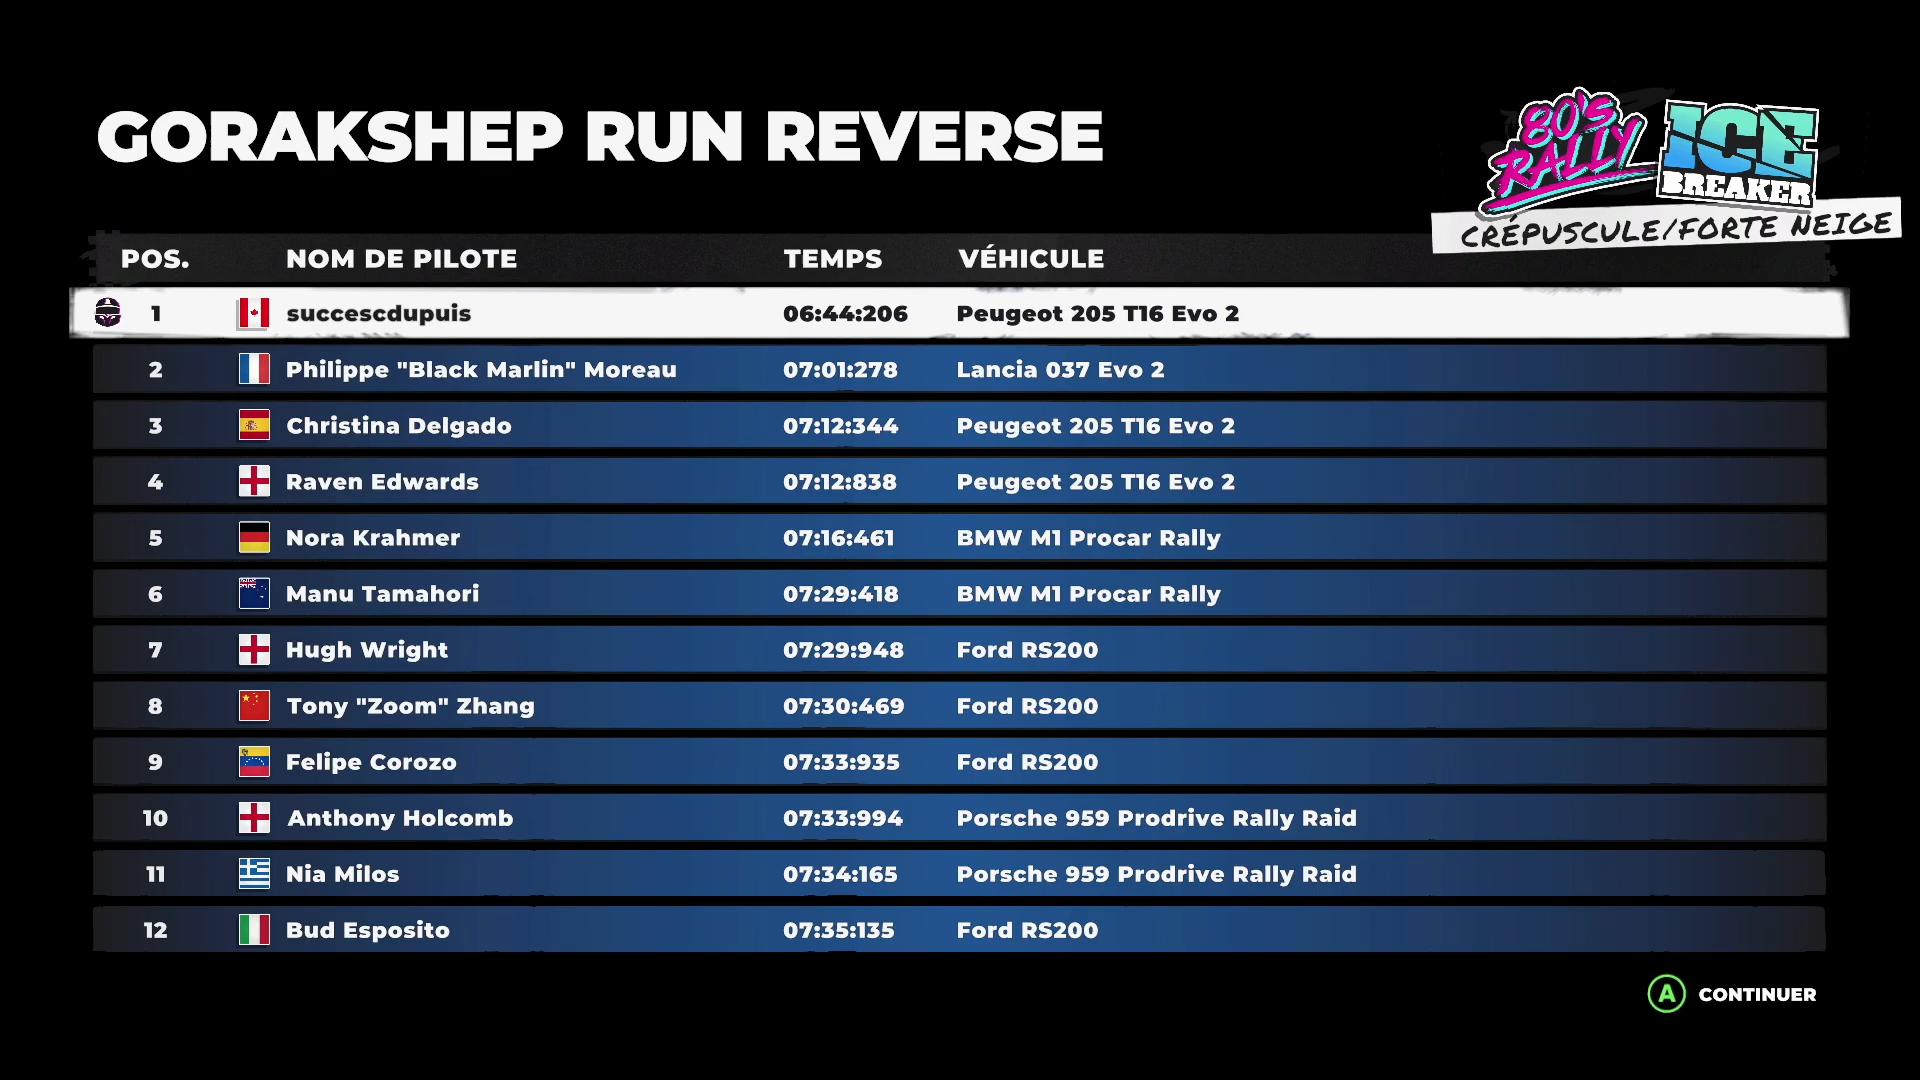 GORAKSHEP RUN REVERSE
80's RALLY
ICE BREAKER
CRÉPUSCULE/FORTE NEIGE
POS. NOM DE PILOTE TEMPS VÉHICULE
1 succescdupuis 06:44:206 Peugeot 205 T16 Evo 2
2 Philippe "Black Marlin" Moreau 07:01:278 Lancia 037 Evo 2
3 Christina Delgado 07:12:344 Peugeot 205 T16 Evo 2
4 Raven Edwards 07:12:838 Peugeot 205 T16 Evo 2
5 Nora Krahmer 07:16:461 BMW M1 Procar Rally
6 Manu Tamahori 07:29:418 BMW M1 Procar Rally
7 Hugh Wright 07:29:948 Ford RS200
8 Tony "Zoom" Zhang 07:30:469 Ford RS200
9 Felipe Corozo 07:33:935 Ford RS200
10 Anthony Holcomb 07:33:994 Porsche 959 Prodrive Rally Raid
11 Nia Milos 07:34:165 Porsche 959 Prodrive Rally Raid
12 Bud Esposito 07:35:135 Ford RS200
A CONTINUER